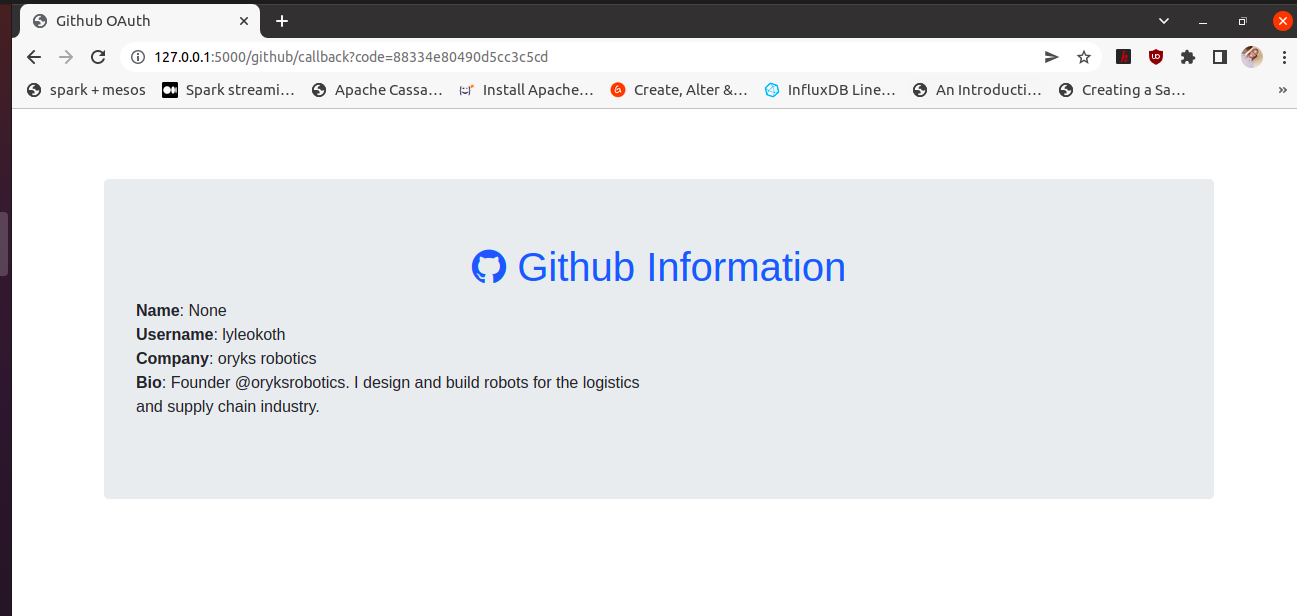 Github OAuth
127.0.0.1:5000/github/callback?code=88334e80490d5cc3c5cd
spark + mesos
Spark streami...
Apache Cassa...
Install Apache...
Create, Alter &...
InfluxDB Line...
An Introducti...
Creating a Sa...
»
Github Information
Name: None
Username: lyleokoth
Company: oryks robotics
Bio: Founder @oryksrobotics. I design and build robots for the logistics
and supply chain industry.